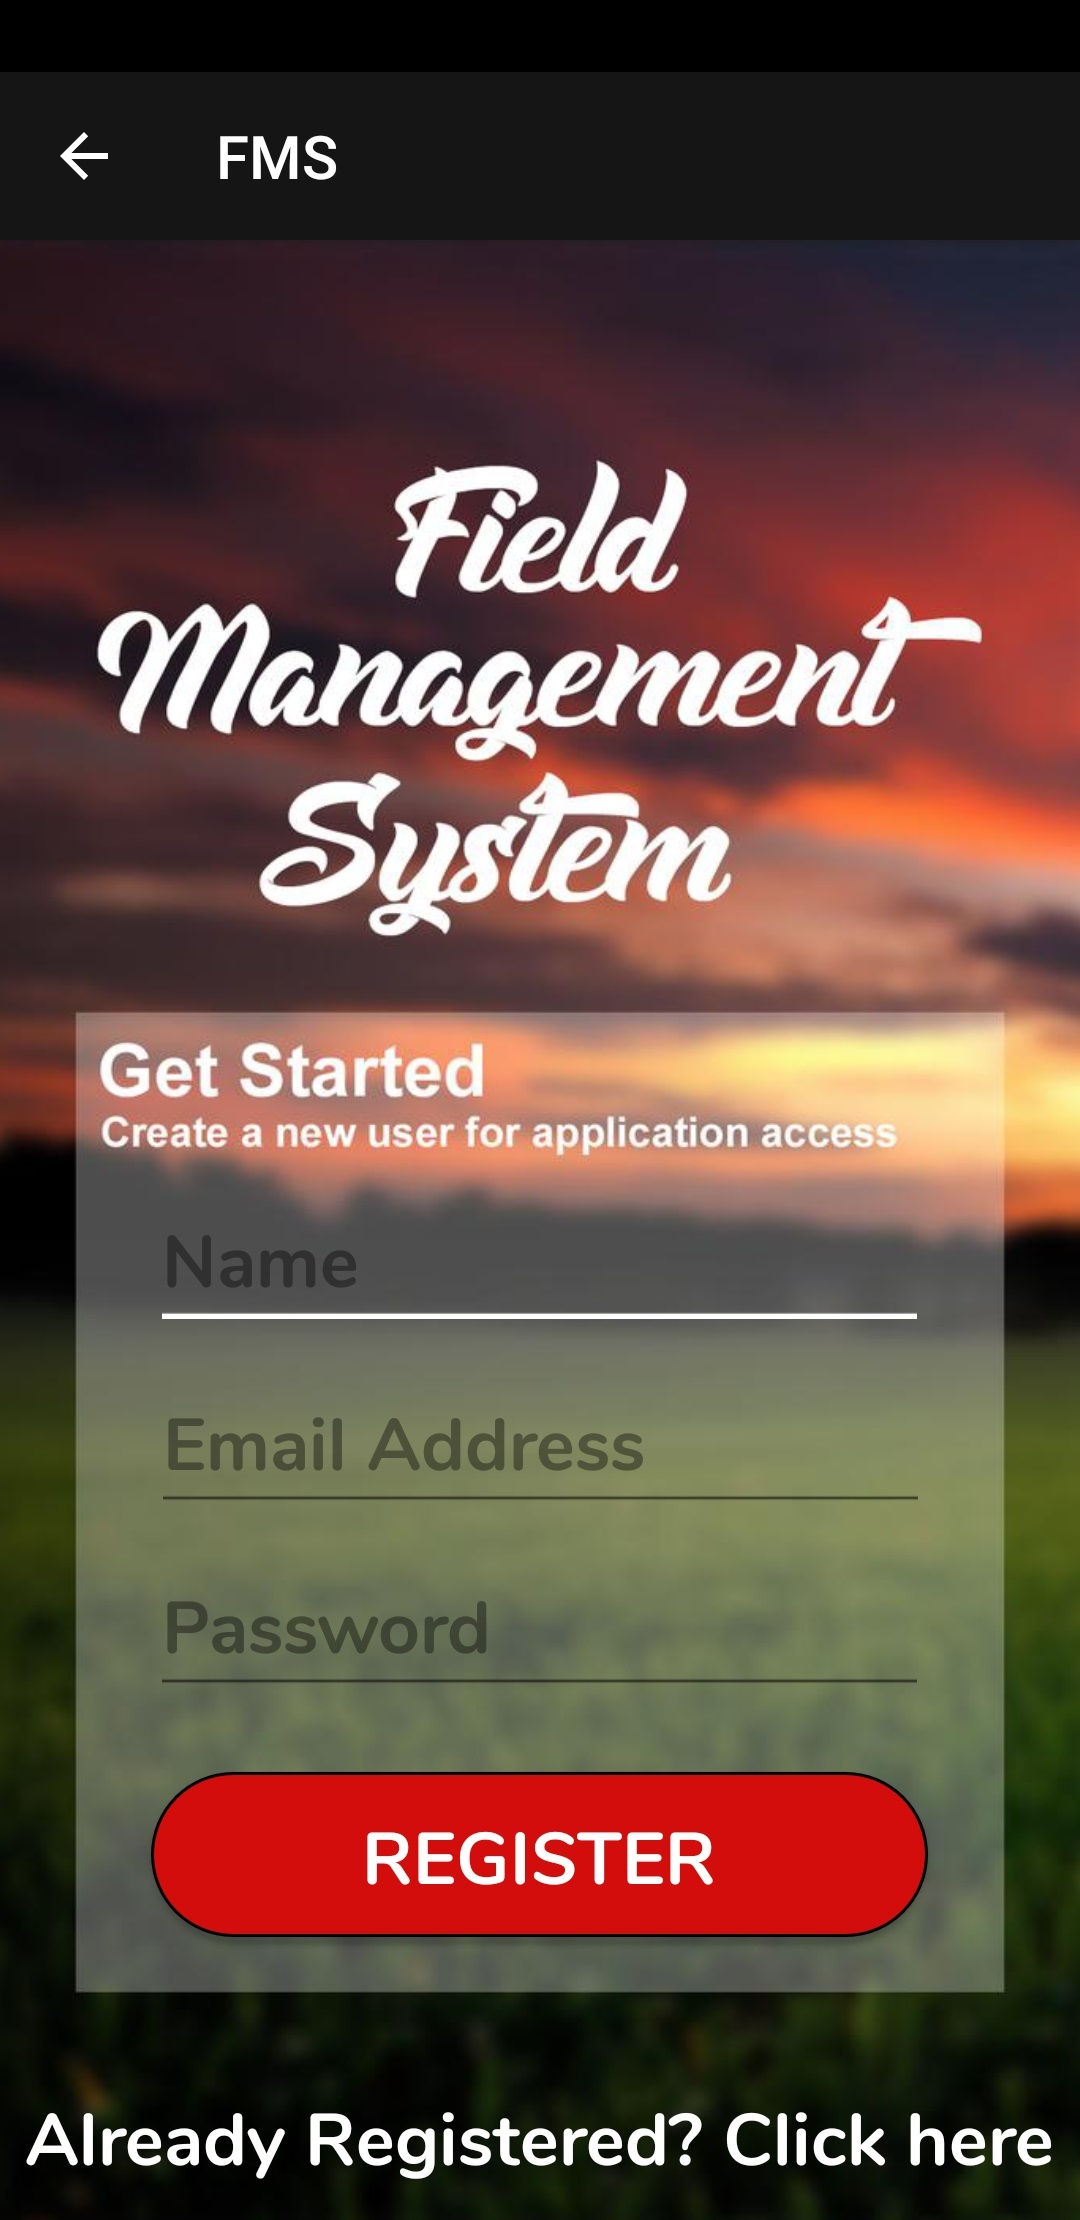 FMS
Field
Management
System
Get Started
Create a new user for application access
Name
Email Address
Password
REGISTER
Already Registered? Click here